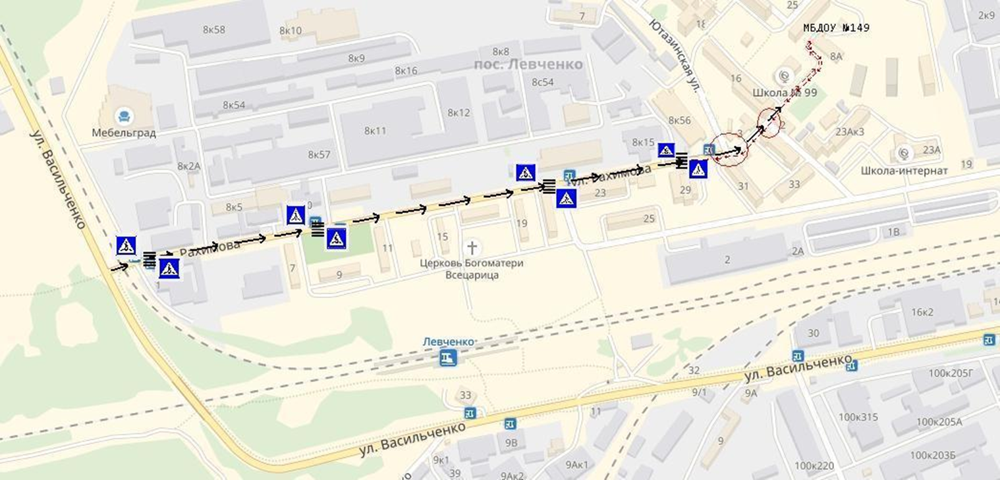 25
7
18
2к9
МБДОУ №149
8к58
8к10
Ютазинская ул.
8к9
8к8
8А
8к16
пос. Левченко
8с54
16
Школа № 99
8к54
8к12
8к56
Мебельград
8к11
3
2
23Ак3
ул. Васильченко
8к57
8к15
23А
8к2А
Школа-интернат
19
ул. Рахимова
23
29
31
33
8к5
0
25
Рахимова
15
19
11
1В
2А
2
7
9
Церковь Богоматери
Всецарица
16к2
14
30
Левченко
ул. Васильченко
32
100к205Г
33
9/1
9А
11
100к315
100к205А
ул. Васильченко
9В
9
9к1
9Ак1
100к203Б
39
9Ак2
100к220